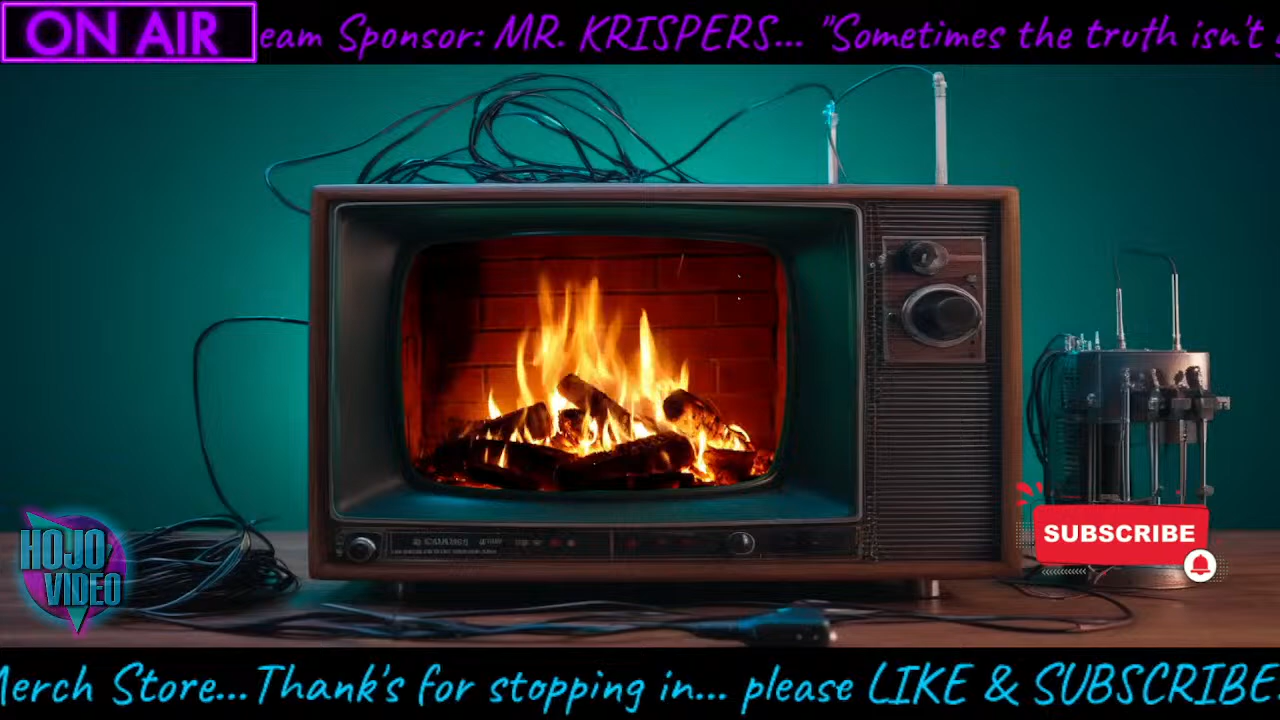 ON AIR
eam Sponsor: MR. KRISPERS... "Sometimes the truth isn't
HOJO
VIDEO
SUBSCRIBE
Merch Store...Thank's for stopping in... please LIKE & SUBSCRIBE.